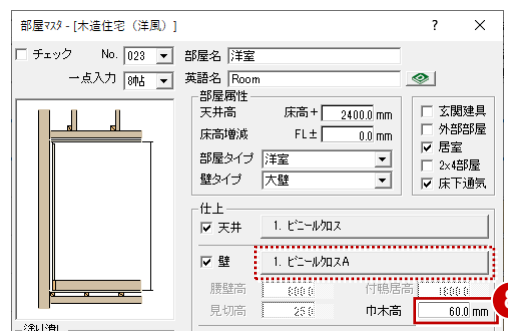 部屋ﾏｽﾀ - [木造住宅（洋風）] ? ×
チェック No. 023 部屋名 洋室
一点入力 8帖 英語名 Room
部屋属性
天井高 床高+ 2400.0 mm
床高増減 FL± 0.0 mm
部屋タイプ 洋室
壁タイプ 大壁
玄関建具
外部部屋
居室
2x4部屋
床下通気
仕上
天井 1. ﾋﾞﾆｰﾙｸﾛｽ
壁 1. ﾋﾞﾆｰﾙｸﾛｽA
腰壁高 付鴨居高
見切高 25.0 巾木高 60.0 mm
塗り潰し